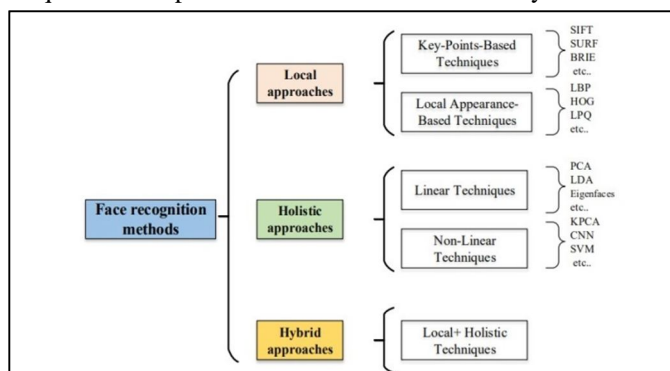 Face recognition
methods
Local
approaches
Key-Points-Based
Techniques
SIFT
SURF
BRIE
etc..
Local Appearance-
Based Techniques
LBP
HOG
LPQ
etc..
Holistic
approaches
Linear Techniques
PCA
LDA
Eigenfaces
etc..
Non-Linear
Techniques
KPCA
CNN
SVM
etc..
Hybrid
approaches
Local+ Holistic
Techniques